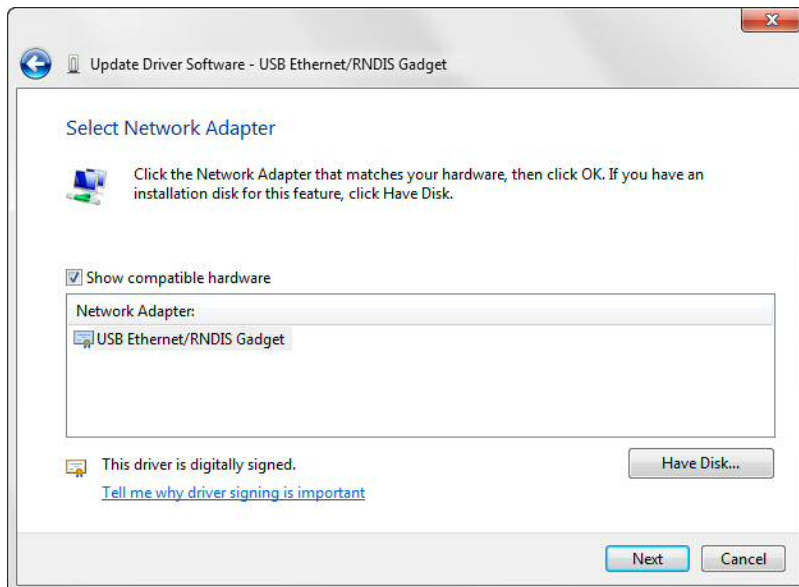 Update Driver Software - USB Ethernet/RNDIS Gadget
Select Network Adapter
Click the Network Adapter that matches your hardware, then click OK. If you have an
installation disk for this feature, click Have Disk.
Show compatible hardware
Network Adapter:
USB Ethernet/RNDIS Gadget
This driver is digitally signed.
Have Disk...
Tell me why driver signing is important
Next
Cancel